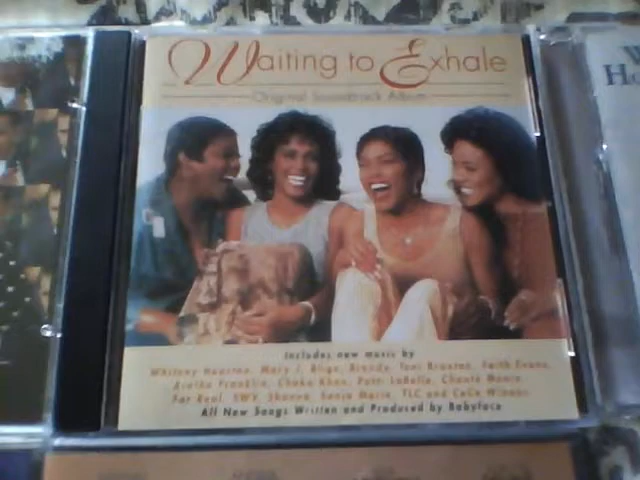 Waiting to Exhale
Original Soundtrack Album
Includes new music by
Whitney Houston, Mary J. Blige, Brandy, Toni Braxton, Faith Evans,
Aretha Franklin, Chaka Khan, Patti LaBelle, Chanté Moore
For Real, SWV, Shanna, Sonja Marie, TLC and CeCe Winans
All New Songs Written and Produced by Babyface
W
H